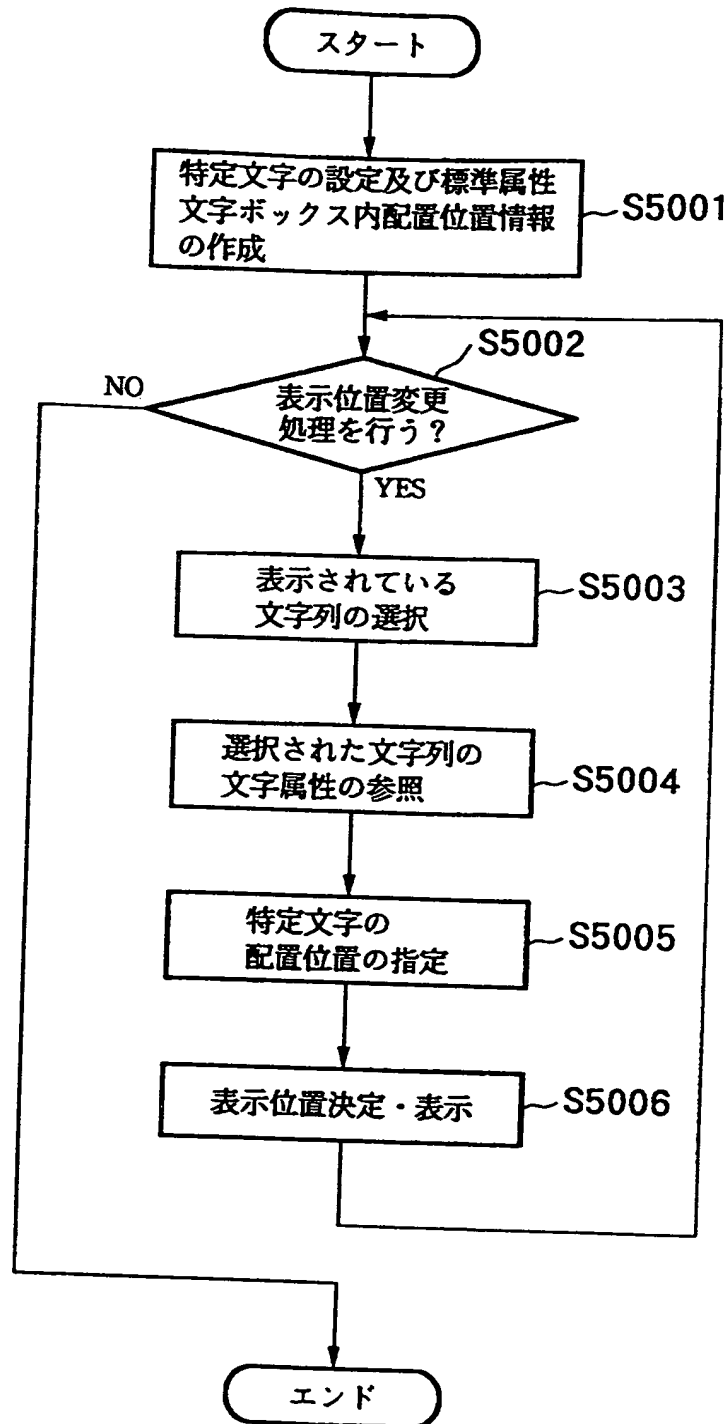 スタート
特定文字の設定及び標準属性
文字ボックス内配置位置情報
の作成
S5001
S5002
NO
表示位置変更
処理を行う?
YES
表示されている
文字列の選択
S5003
選択された文字列の
文字属性の参照
S5004
特定文字の
配置位置の指定
S5005
表示位置決定・表示
S5006
エンド